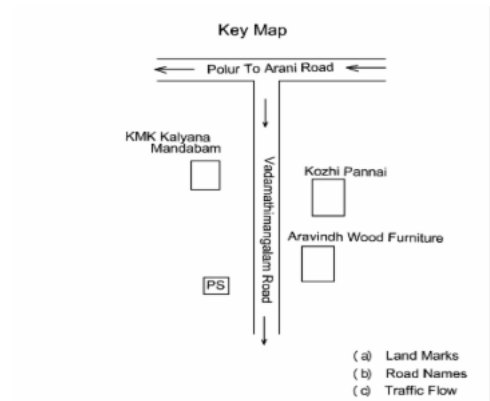 Key Map
Polur To Arani Road
KMK Kalyana
Mandabam
Vadamathimangalam Road
Kozhi Pannai
Aravindh Wood Furniture
PS
(a) Land Marks
(b) Road Names
(c) Traffic Flow